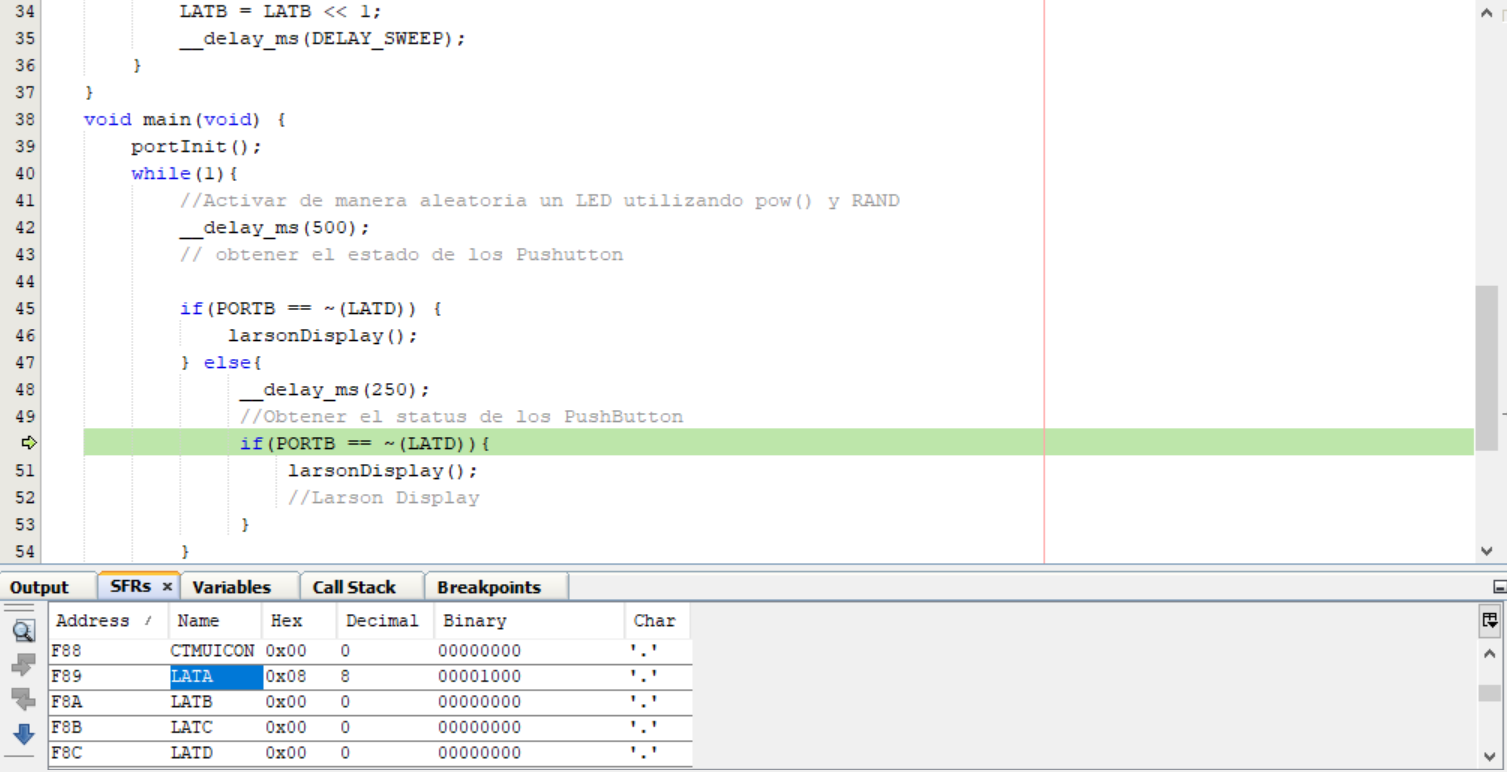 34 LATB = LATB << 1;
35 __delay_ms(DELAY_SWEEP);
36 }
37 }
38 void main(void) {
39 portInit();
40 while(1){
41 //Activar de manera aleatoria un LED utilizando pow() y RAND
42 __delay_ms(500);
43 // obtener el estado de los Pushutton
44
45 if(PORTB == ~(LATD)) {
46 larsonDisplay();
47 } else{
48 __delay_ms(250);
49 //Obtener el status de los PushButton
if(PORTB == ~(LATD)){
51 larsonDisplay();
52 //Larson Display
53 }
54 }
Output SFRs × Variables Call Stack Breakpoints
Address / Name Hex Decimal Binary Char
F88 CTMUICON 0x00 0 00000000 '.'
F89 LATA 0x08 8 00001000 '.'
F8A LATB 0x00 0 00000000 '.'
F8B LATC 0x00 0 00000000 '.'
F8C LATD 0x00 0 00000000 '.'